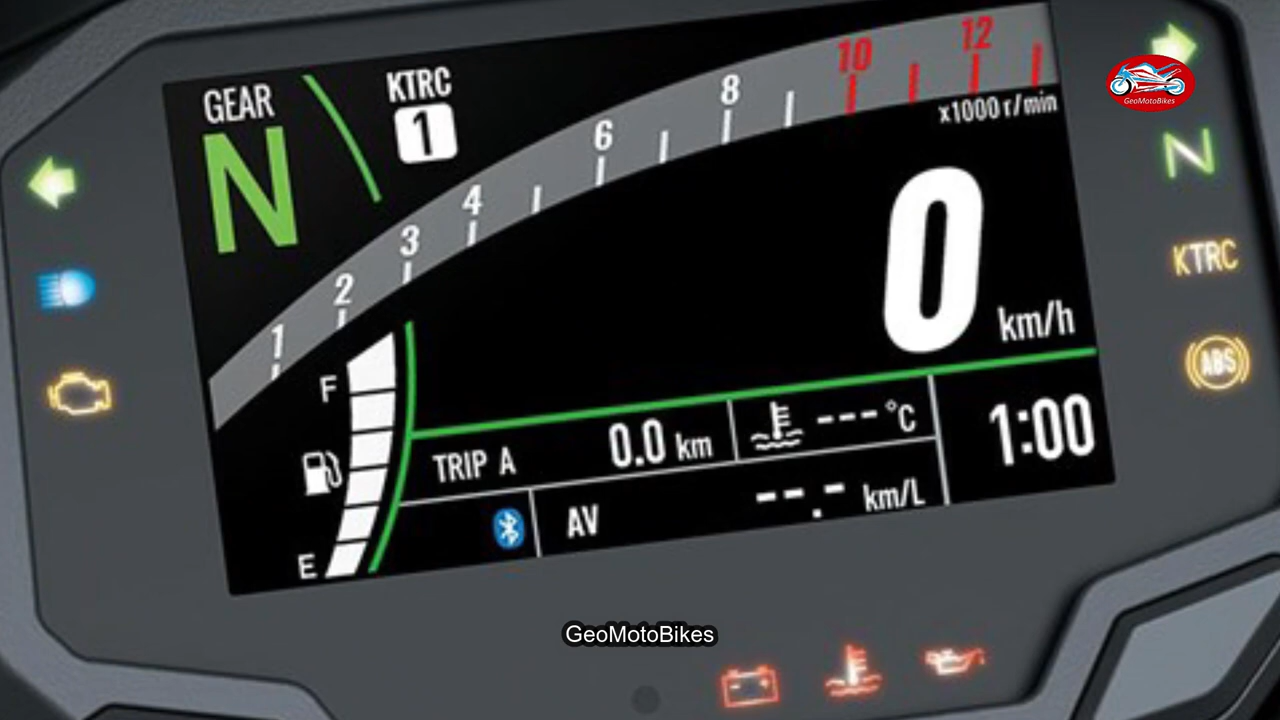 GEAR
N
KTRC
1
1 2 3 4 6 8 10 12
x1000 r/min
GeoMotoBikes
N
KTRC
ABS
0 km/h
F
E
TRIP A 0.0 km
---°C
1:00
AV --.- km/L
GeoMotoBikes